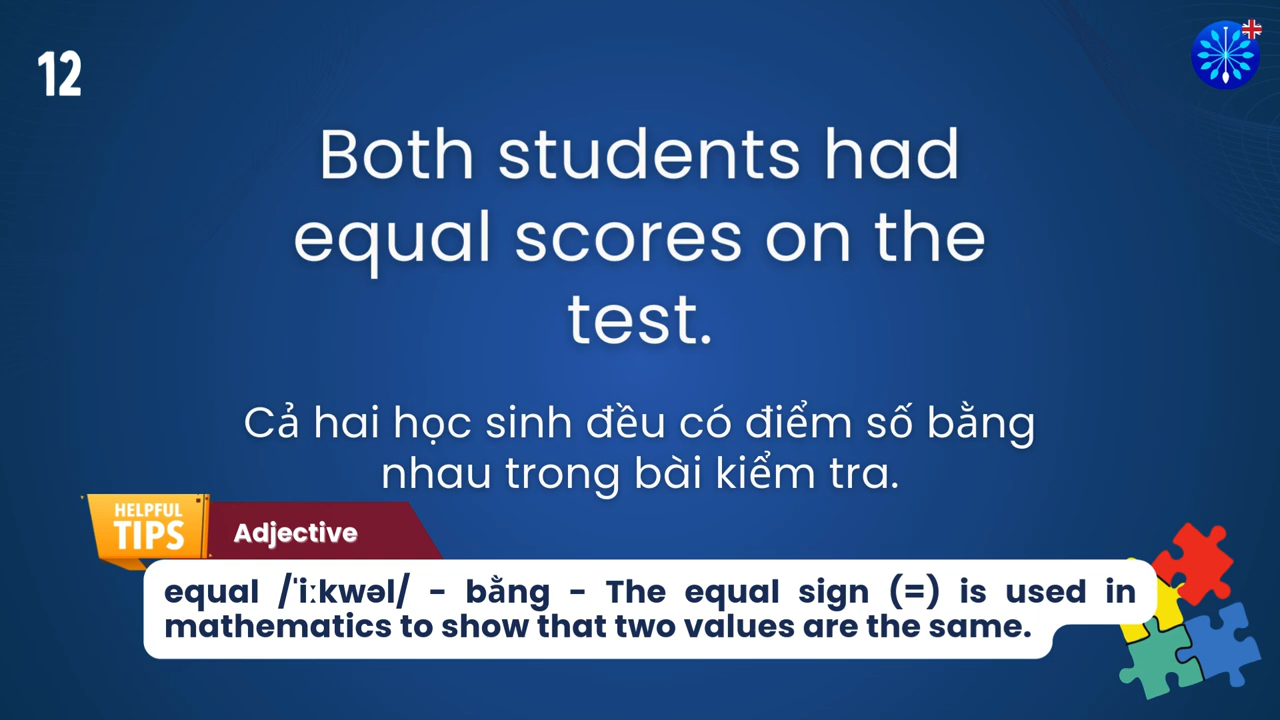 12
Both students had
equal scores on the
test.
Cả hai học sinh đều có điểm số bằng
nhau trong bài kiểm tra.
HELPFUL
TIPS
Adjective
equal /ˈiːkwəl/ - bằng - The equal sign (=) is used in
mathematics to show that two values are the same.